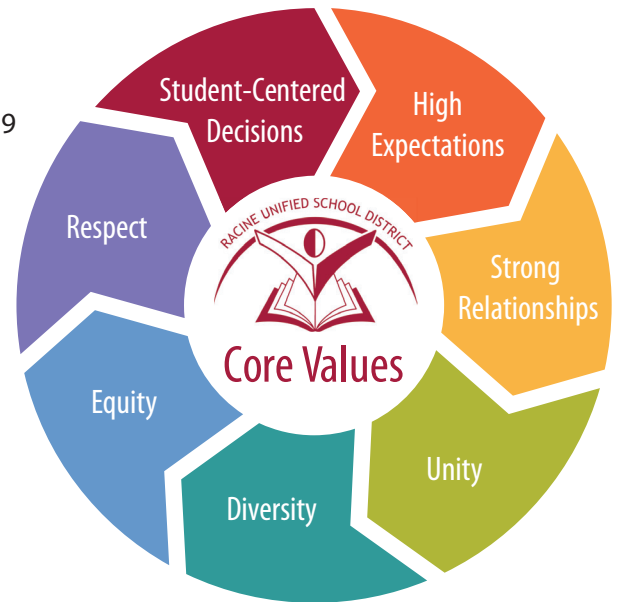 9
Student-Centered
Decisions
High
Expectations
Strong
Relationships
Unity
Diversity
Equity
Respect
RACINE UNIFIED SCHOOL DISTRICT
Core Values